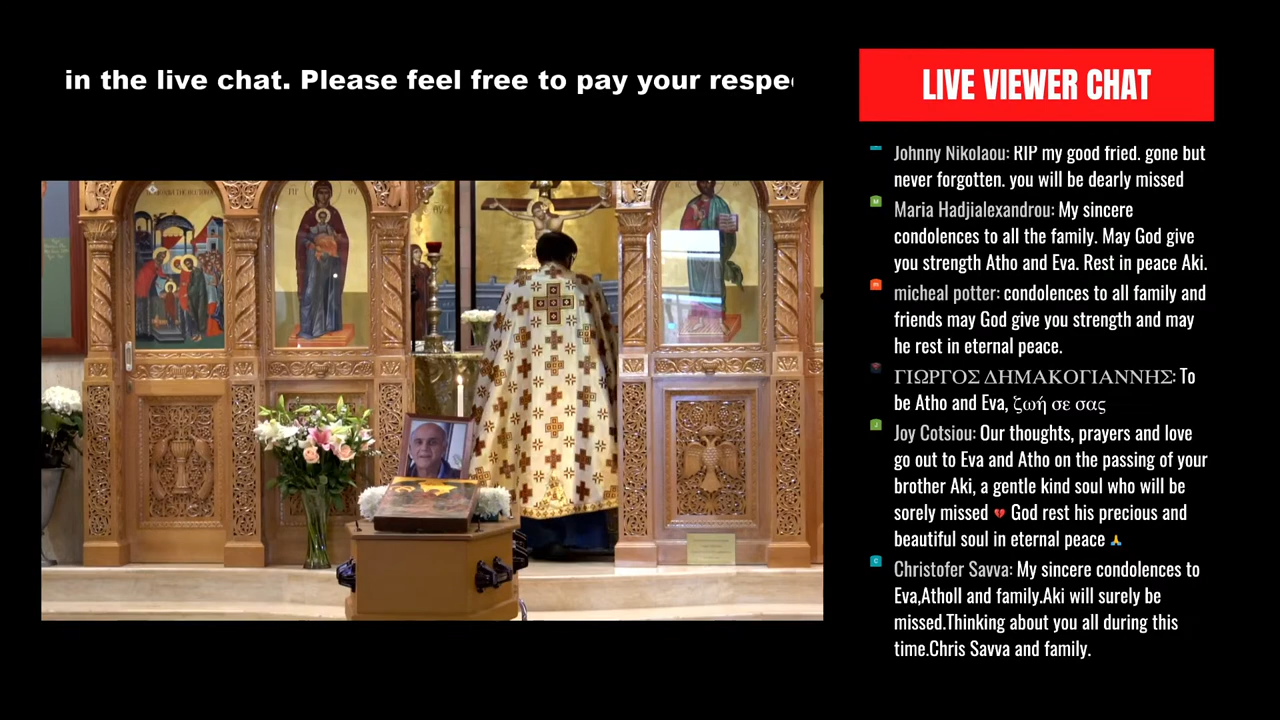 in the live chat. Please feel free to pay your respe
LIVE VIEWER CHAT
Johnny Nikolaou: RIP my good fried. gone but
never forgotten. you will be dearly missed
Maria Hadjialexandrou: My sincere
condolences to all the family. May God give
you strength Atho and Eva. Rest in peace Aki.
micheal potter: condolences to all family and
friends may God give you strength and may
he rest in eternal peace.
ΓΙΩΡΓΟΣ ΔΗΜΑΚΟΓΙΑΝΝΗΣ: To
be Atho and Eva, ζωή σε σας
Joy Cotsiou: Our thoughts, prayers and love
go out to Eva and Atho on the passing of your
brother Aki, a gentle kind soul who will be
sorely missed 💔 God rest his precious and
beautiful soul in eternal peace 🙏
Christofer Savva: My sincere condolences to
Eva,Atholl and family.Aki will surely be
missed.Thinking about you all during this
time.Chris Savva and family.